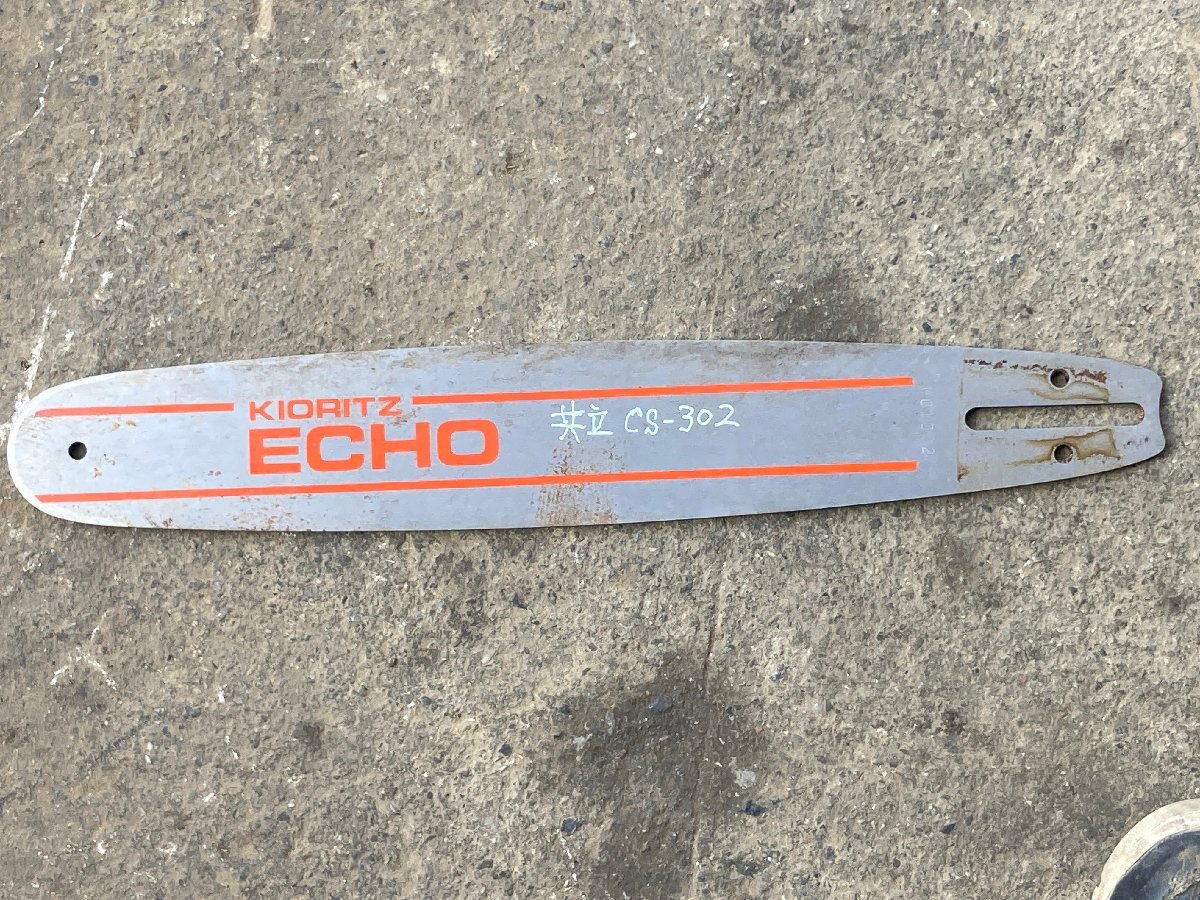 KIORITZ
ECHO
共立 CS-302